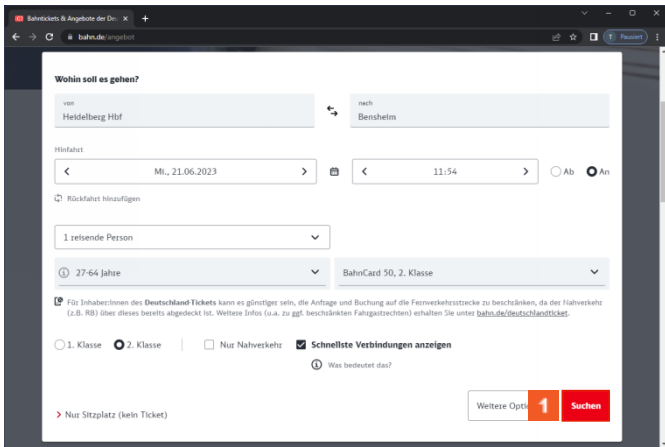 Bahntickets & Angebote der De
bahn.de/angebot
Pausiert
Wohin soll es gehen?
von
nach
Heidelberg Hbf
Bensheim
Hinfahrt
Mi., 21.06.2023
11:54
Ab
An
Rückfahrt hinzufügen
1 reisende Person
27-64 Jahre
BahnCard 50, 2. Klasse
Für Inhaber:innen des Deutschland-Tickets kann es günstiger sein, die Anfrage und Buchung auf die Fernverkehrsstrecke zu beschränken, da der Nahverkehr
(z.B. RB) über dieses bereits abgedeckt ist. Weitere Infos (u.a. zu ggf. beschränkten Fahrgastrechten) erhalten Sie unter bahn.de/deutschlandticket.
1. Klasse
2. Klasse
Nur Nahverkehr
Schnellste Verbindungen anzeigen
Was bedeutet das?
Weitere Opti
1
Suchen
Nur Sitzplatz (kein Ticket)